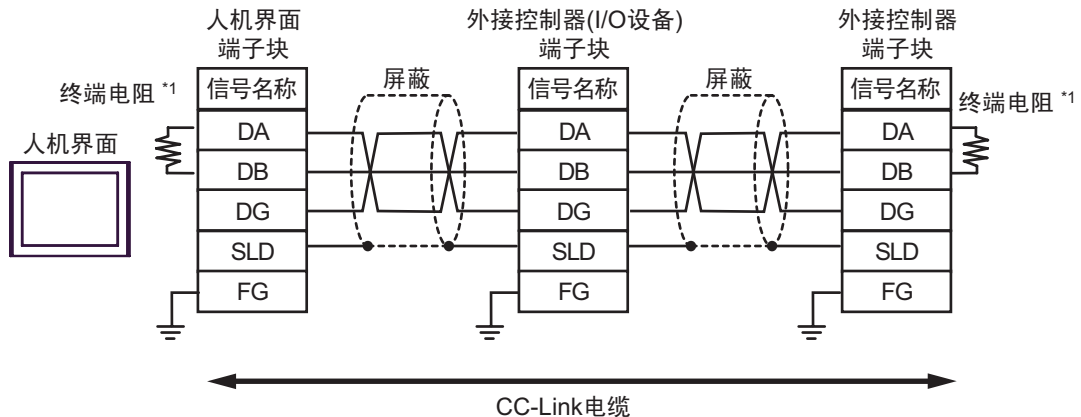 人机界面
端子块
外接控制器(I/O设备)
端子块
外接控制器
端子块
终端电阻 *1
人机界面
信号名称
DA
DB
DG
SLD
FG
屏蔽
信号名称
DA
DB
DG
SLD
FG
屏蔽
信号名称
DA
DB
DG
SLD
FG
终端电阻 *1
CC-Link电缆